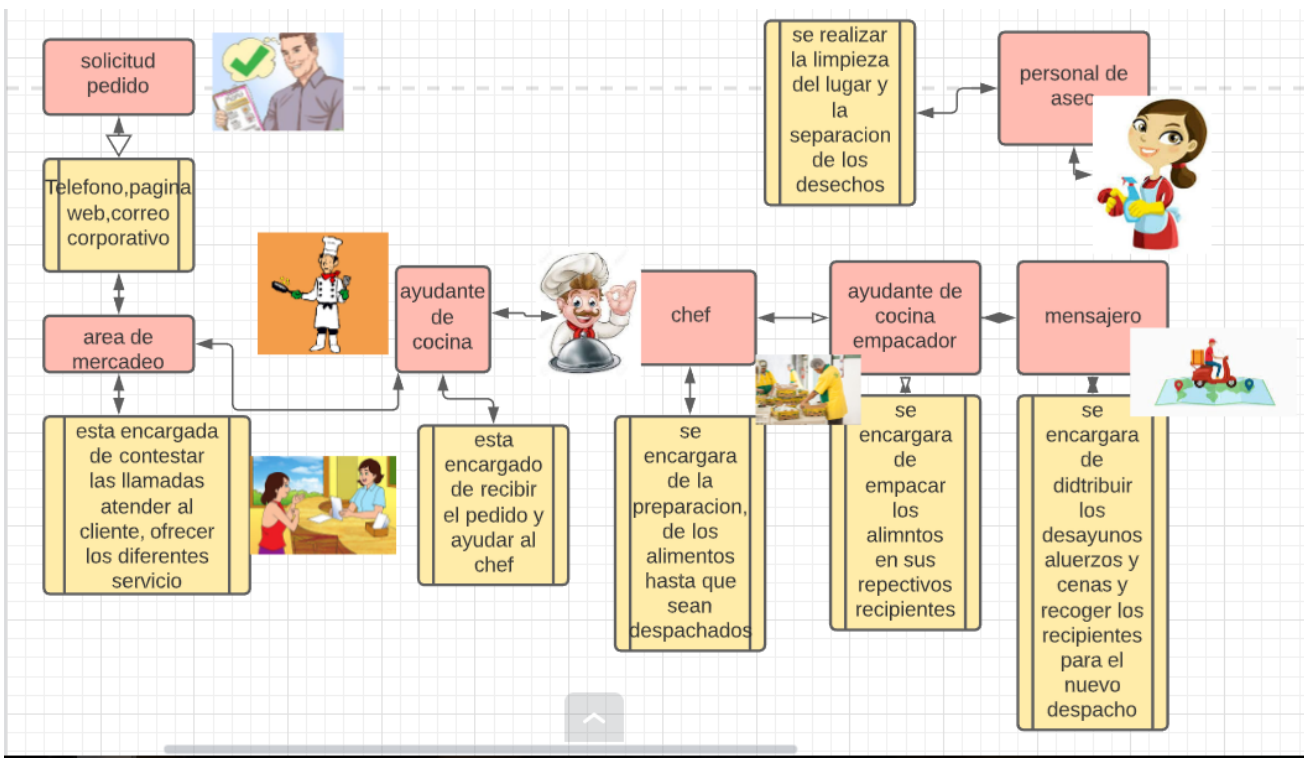 solicitud
pedido
Telefono,pagina
web,correo
corporativo
area de
mercadeo
esta encargada
de contestar
las llamadas
atender al
cliente, ofrecer
los diferentes
servicio
ayudante
de
cocina
esta
encargado
de recibir
el pedido y
ayudar al
chef
chef
se
encargara
de la
preparacion,
de los
alimentos
hasta que
sean
despachados
ayudante de
cocina
empacador
se
encargara
de
empacar
los
alimntos
en sus
repectivos
recipientes
mensajero
se
encargara
de
didtribuir
los
desayunos
aluerzos y
cenas y
recoger los
recipientes
para el
nuevo
despacho
se realizar
la limpieza
del lugar y
la
separacion
de los
desechos
personal de
aseo